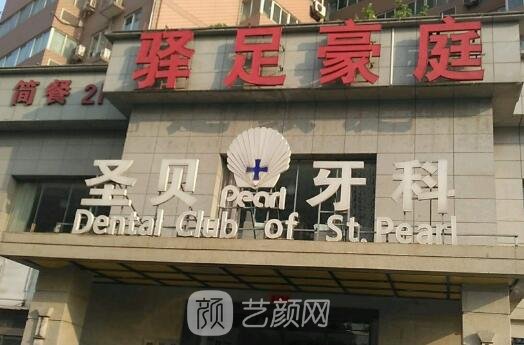 驿足豪庭
简餐 21
圣贝 Pearl 牙科
Dental Club of St. Pearl
颜 艺颜网